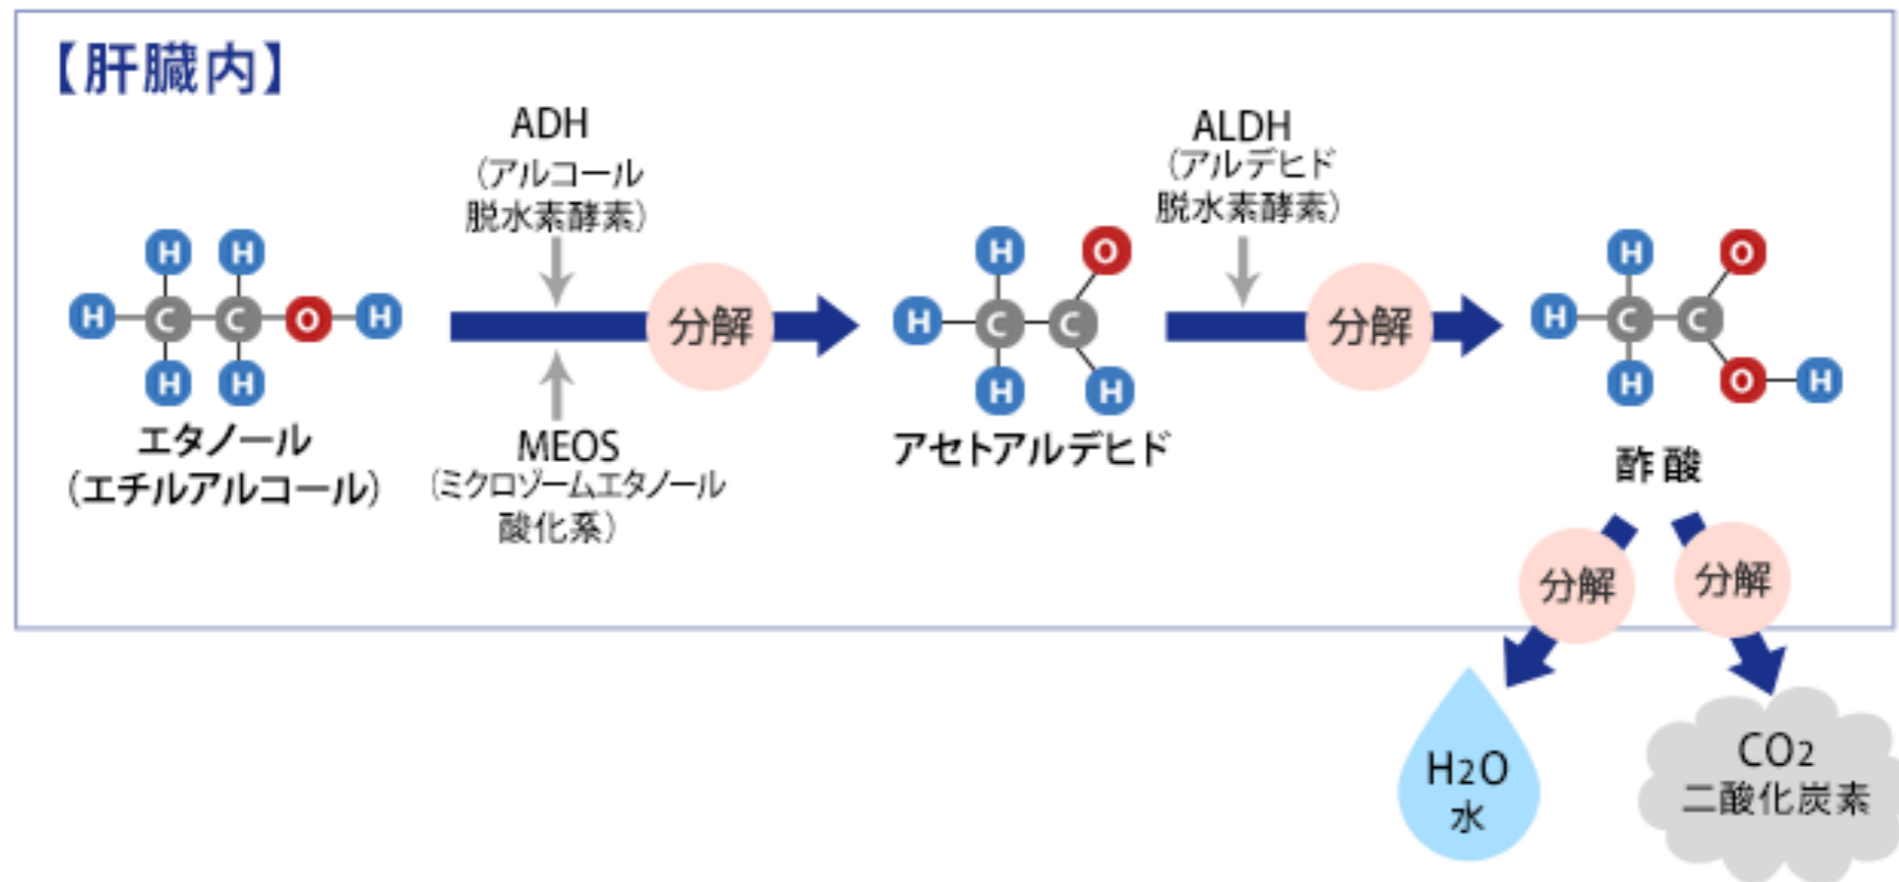 【肝臓内】
ADH
(アルコール
脱水素酵素)
ALDH
(アルデヒド
脱水素酵素)
H H
H C C O H
H H
エタノール
(エチルアルコール)
分解
MEOS
(ミクロゾームエタノール
酸化系)
H O
H C C
H H
アセトアルデヒド
分解
H O
H C C
H O H
酢酸
分解
分解
H2O
水
CO2
二酸化炭素